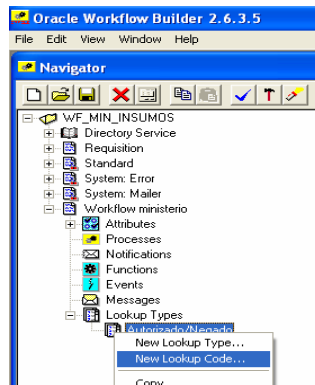 Oracle Workflow Builder 2.6.3.5
File Edit View Window Help
Navigator
WF_MIN_INSUMOS
Directory Service
Requisition
Standard
System: Error
System: Mailer
Workflow ministerio
Attributes
Processes
Notifications
Functions
Events
Messages
Lookup Types
Autorizado/Negado
New Lookup Type...
New Lookup Code...
Copy